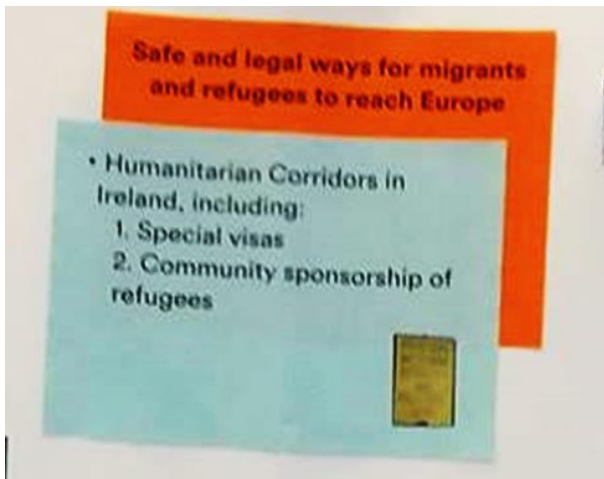 Safe and legal ways for migrants
and refugees to reach Europe
• Humanitarian Corridors in
Ireland, including:
1. Special visas
2. Community sponsorship of
refugees